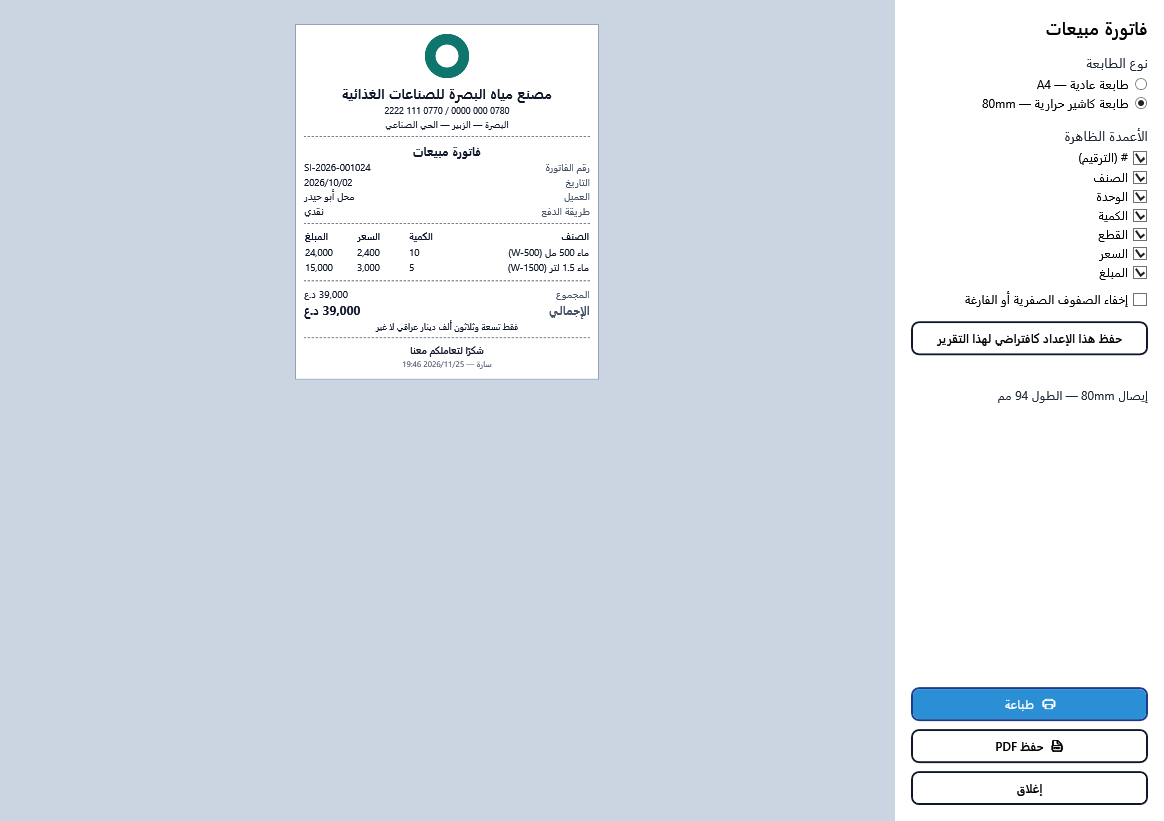 فاتورة مبيعات
نوع الطابعة
طابعة عادية — A4
طابعة كاشير حرارية — 80mm
الأعمدة الظاهرة
# (الترقيم)
الصنف
الوحدة
الكمية
القطع
السعر
المبلغ
إخفاء الصفوف الصفرية أو الفارغة
حفظ هذا الإعداد كافتراضي لهذا التقرير
إيصال 80mm — الطول 94 مم
طباعة
حفظ PDF
إغلاق
مصنع مياه البصرة للصناعات الغذائية
0780 000 0000 / 0770 111 2222
البصرة — الزبير — الحي الصناعي
فاتورة مبيعات
رقم الفاتورة SI-2026-001024
التاريخ 2026/10/02
العميل محل أبو حيدر
طريقة الدفع نقدي
الصنف الكمية السعر المبلغ
ماء 500 مل (W-500) 10 2,400 24,000
ماء 1.5 لتر (W-1500) 5 3,000 15,000
المجموع 39,000 د.ع
الإجمالي 39,000 د.ع
فقط تسعة وثلاثون ألف دينار عراقي لا غير
شكرًا لتعاملكم معنا
سارة — 2026/11/25 19:46